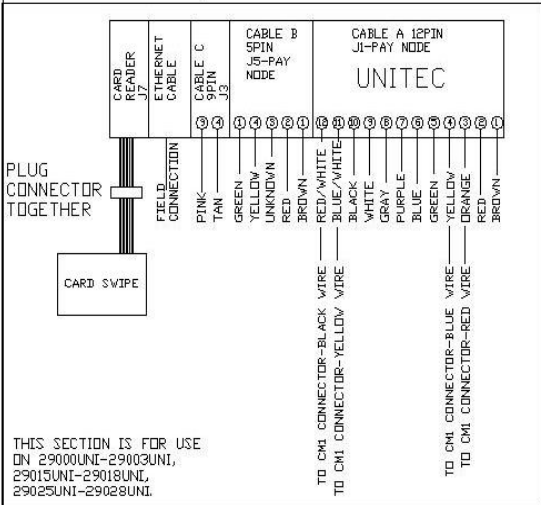 CARD
READER
J7
ETHERNET
CABLE
CABLE C
9PIN
J3
CABLE B
5PIN
J5-PAY
NODE
CABLE A 12PIN
J1-PAY NODE
UNITEC
3 4 1 4 5 2 1 12 11 10 9 8 7 6 5 4 3 2 1
PLUG
CONNECTOR
TOGETHER
CARD SWIPE
FIELD
CONNECTION
PINK
TAN
GREEN
YELLOW
UNKNOWN
RED
BROWN
RED/WHITE
BLUE/WHITE
BLACK
WHITE
GRAY
PURPLE
BLUE
GREEN
YELLOW
ORANGE
RED
BROWN
TO CM1 CONNECTOR-BLACK WIRE
TO CM1 CONNECTOR-YELLOW WIRE
TO CM1 CONNECTOR-BLUE WIRE
TO CM1 CONNECTOR-RED WIRE
THIS SECTION IS FOR USE
ON 29000UNI-29003UNI,
29015UNI-29018UNI,
29025UNI-29028UNI.